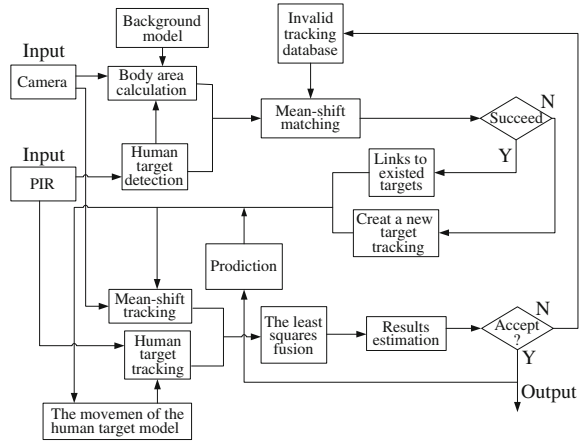 Background
model
Invalid
tracking
database
Input
Camera
Body area
calculation
Mean-shift
matching
Succeed
N
Y
Input
PIR
Human
target
detection
Links to
existed
targets
Creat a new
target
tracking
Prodiction
Mean-shift
tracking
Human
target
tracking
The least
squares
fusion
Results
estimation
Accept
?
N
Y
Output
The movemen of the
human target model